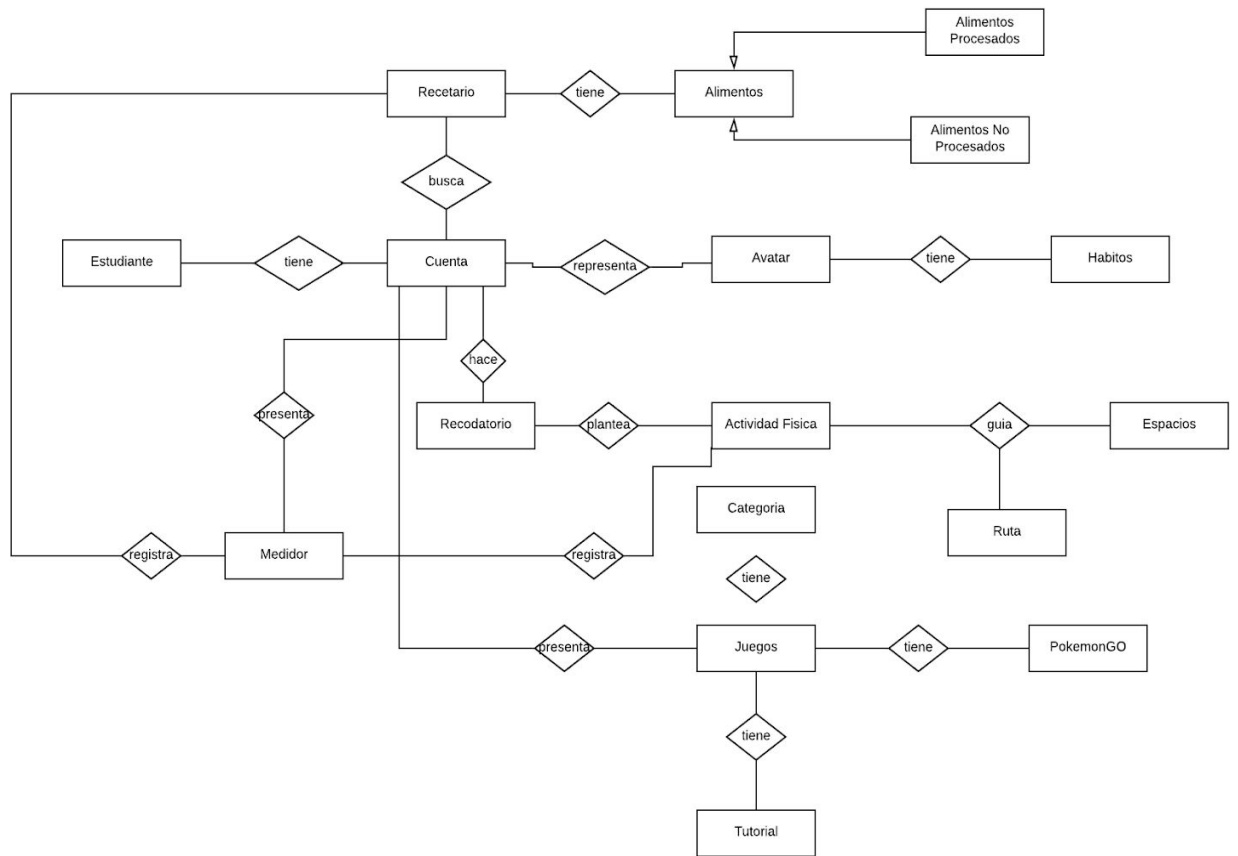 Alimentos
Procesados
Recetario
tiene
Alimentos
Alimentos No
Procesados
busca
Estudiante
tiene
Cuenta
representa
Avatar
tiene
Habitos
hace
presenta
Recodatorio
plantea
Actividad Fisica
guia
Espacios
Categoria
Ruta
registra
Medidor
registra
tiene
presenta
Juegos
tiene
PokemonGO
tiene
Tutorial